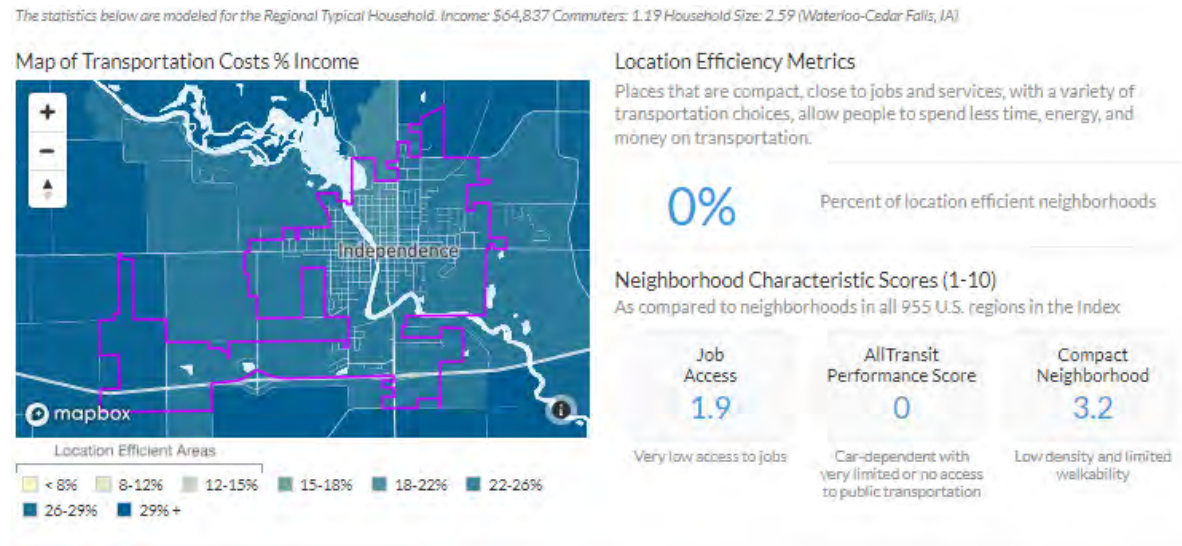 The statistics below are modeled for the Regional Typical Household. Income: $64,837 Commuters: 1.19 Household Size: 2.59 (Waterloo-Cedar Falls, IA)
Map of Transportation Costs % Income
+
−
Independence
mapbox
i
Location Efficient Areas
< 8%
8-12%
12-15%
15-18%
18-22%
22-26%
26-29%
29% +
Location Efficiency Metrics
Places that are compact, close to jobs and services, with a variety of
transportation choices, allow people to spend less time, energy, and
money on transportation.
0%
Percent of location efficient neighborhoods
Neighborhood Characteristic Scores (1-10)
As compared to neighborhoods in all 955 U.S. regions in the Index
Job
Access
1.9
Very low access to jobs
AllTransit
Performance Score
0
Car-dependent with
very limited or no access
to public transportation
Compact
Neighborhood
3.2
Low density and limited
walkability